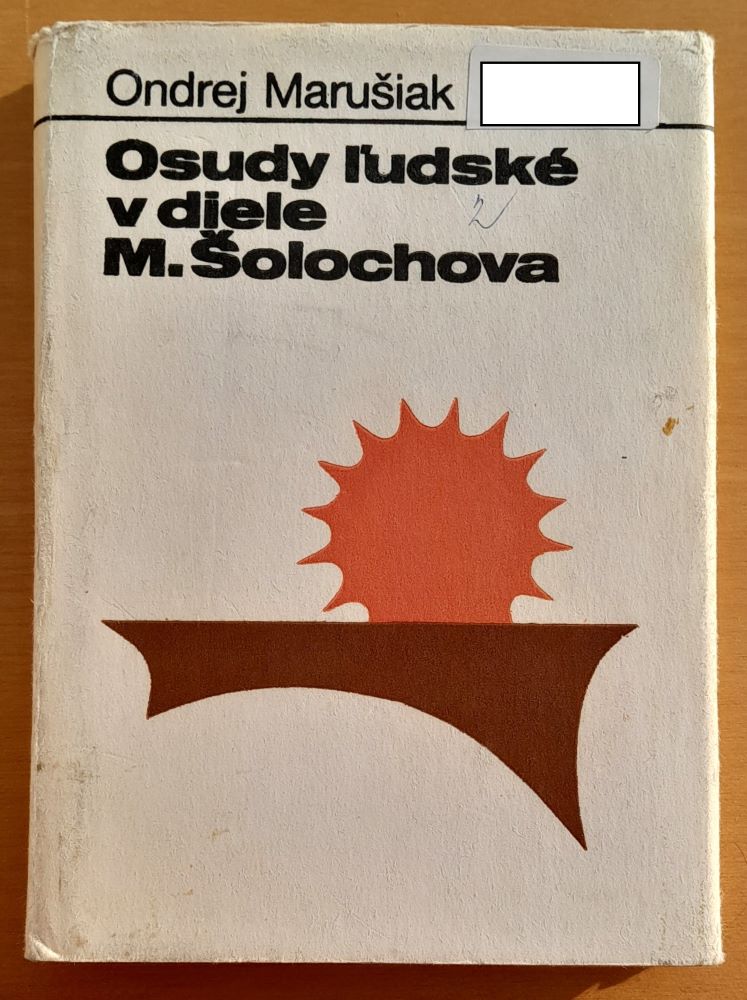 Ondrej Marušiak
Osudy ľudské
v diele
M. Šolochova